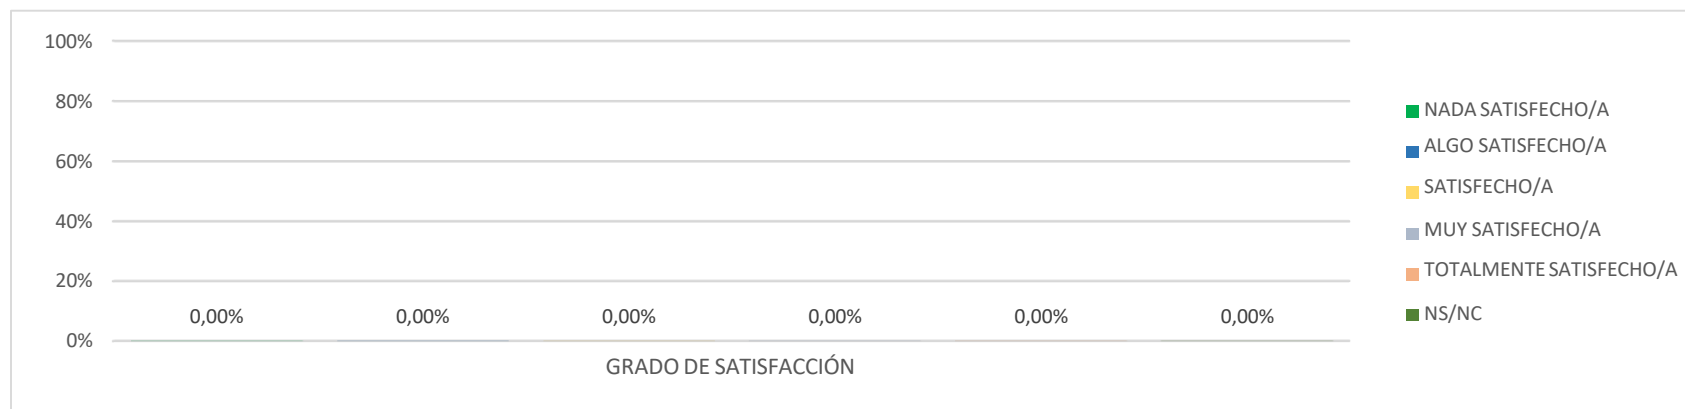 100%
80%
60%
40%
20%
0%
0,00% 0,00% 0,00% 0,00% 0,00% 0,00%
GRADO DE SATISFACCIÓN
NADA SATISFECHO/A
ALGO SATISFECHO/A
SATISFECHO/A
MUY SATISFECHO/A
TOTALMENTE SATISFECHO/A
NS/NC